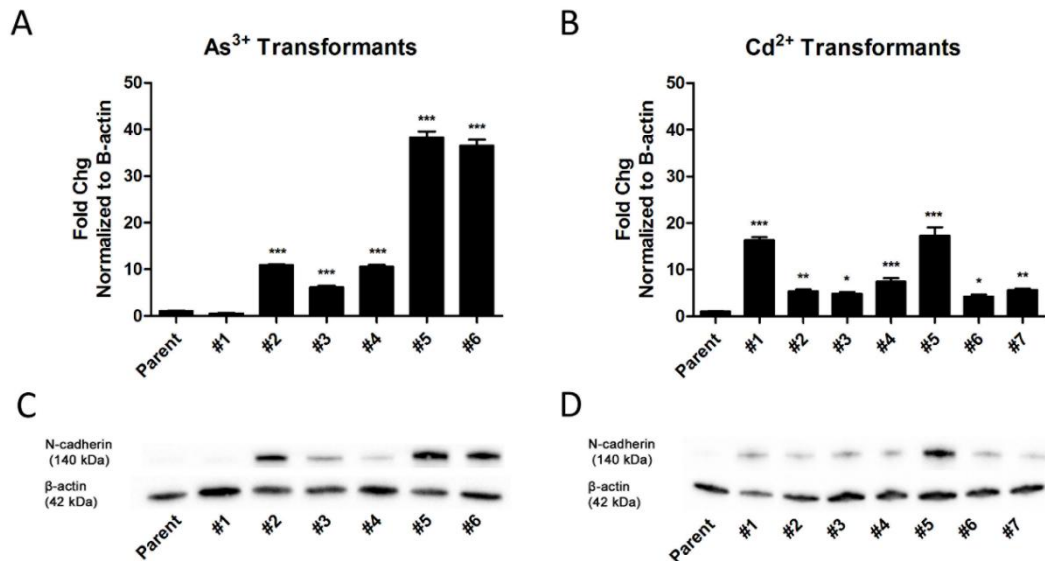 A
As3+ Transformants
Fold Chg
Normalized to B-actin
50
40
30
20
10
0
***
***
***
***
***
Parent
#1
#2
#3
#4
#5
#6
B
Cd2+ Transformants
Fold Chg
Normalized to B-actin
50
40
30
20
10
0
***
**
*
***
***
*
**
Parent
#1
#2
#3
#4
#5
#6
#7
C
N-cadherin
(140 kDa)
β-actin
(42 kDa)
Parent
#1
#2
#3
#4
#5
#6
D
N-cadherin
(140 kDa)
β-actin
(42 kDa)
Parent
#1
#2
#3
#4
#5
#6
#7